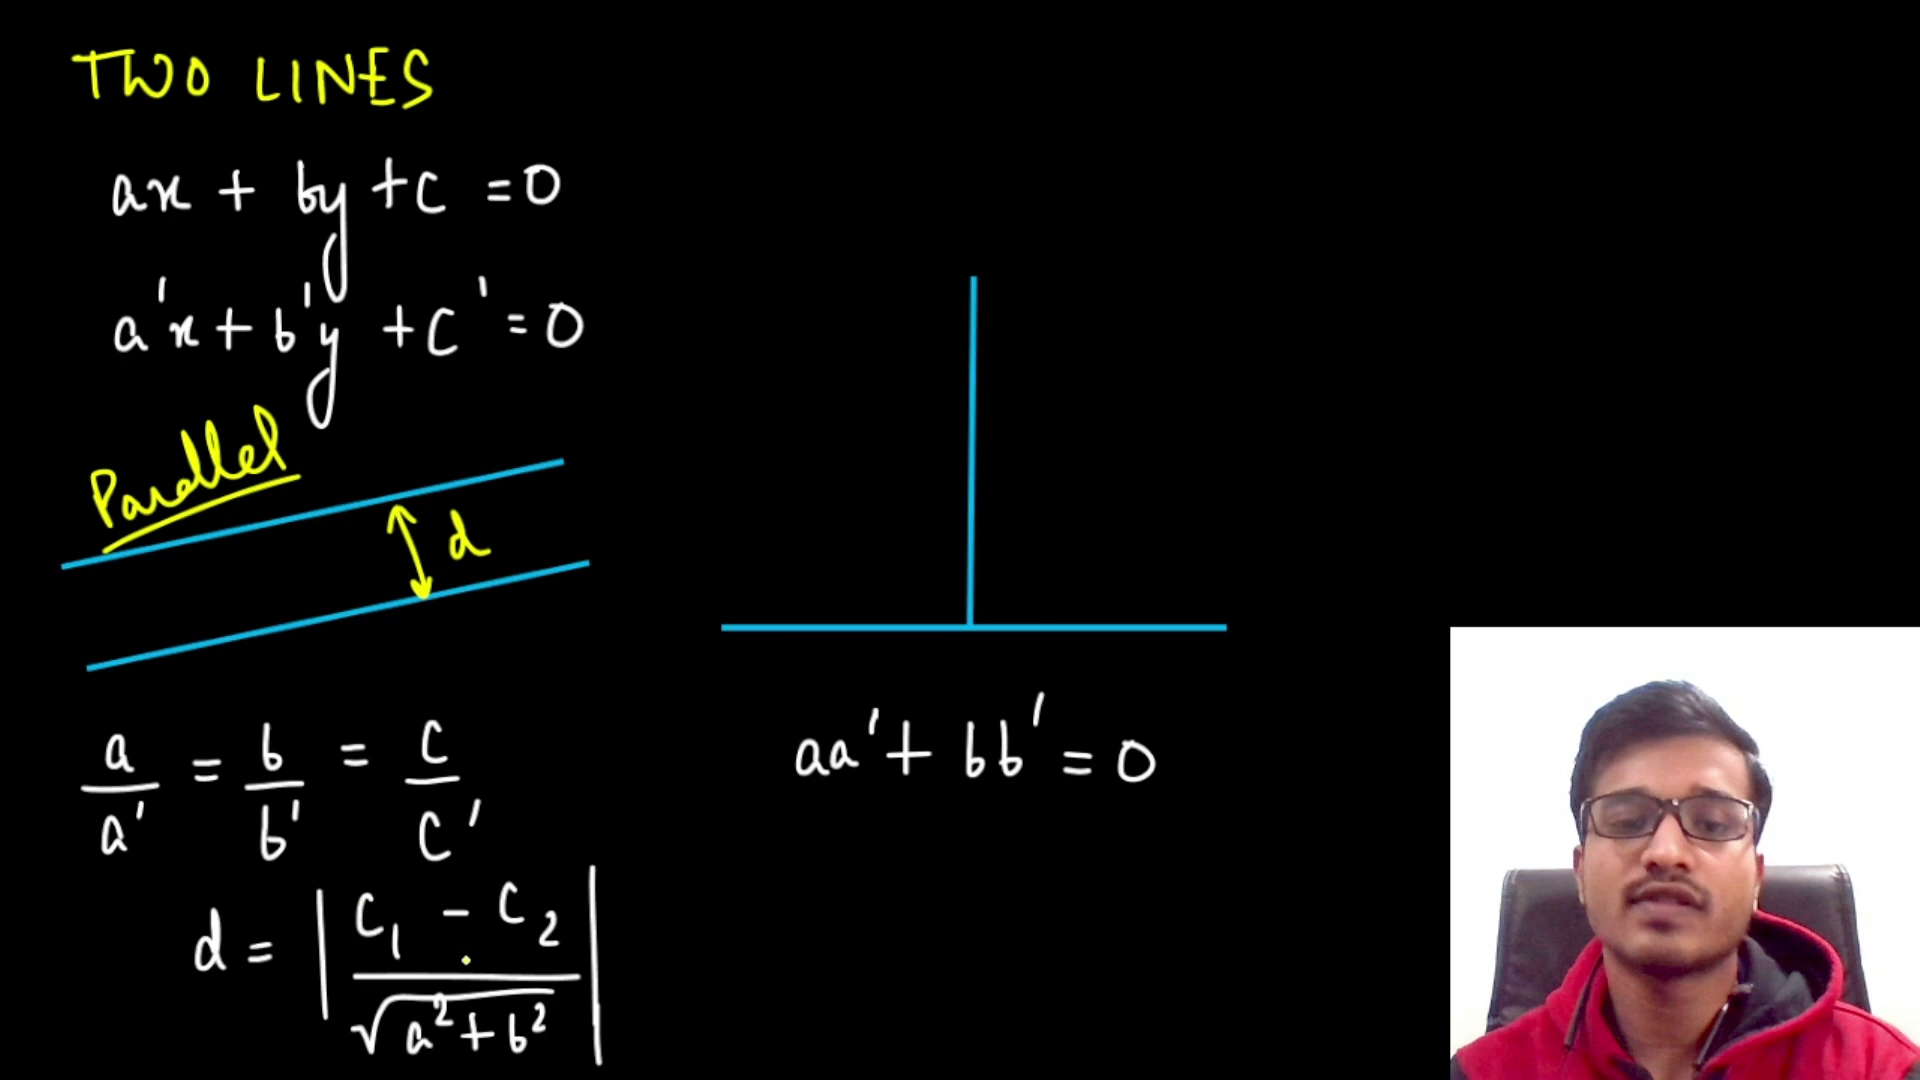 TWO LINES
ax + by + c = 0
a'x + b'y + c' = 0
Parallel
d
a/a' = b/b' = c/c'
d = | (c₁ - c₂)/√(a² + b²) |
aa' + bb' = 0